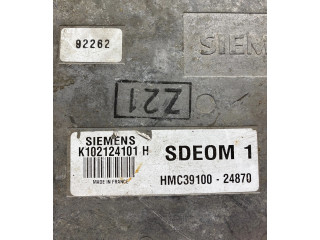 92262
SIEM
Z21
SIEMENS
K102124101 H
MADE IN FRANCE
SDEOM 1
HMC39100 - 24870